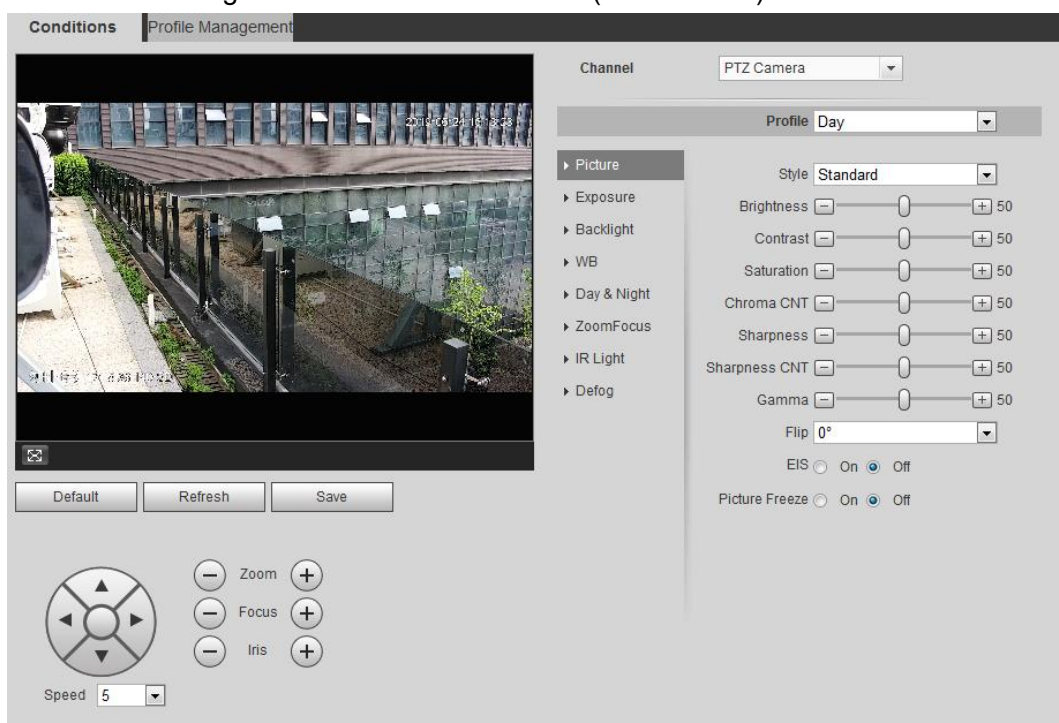 Conditions Profile Management
Channel PTZ Camera
Profile Day
Picture
Exposure
Backlight
WB
Day & Night
ZoomFocus
IR Light
Defog
Style Standard
Brightness 50
Contrast 50
Saturation 50
Chroma CNT 50
Sharpness 50
Sharpness CNT 50
Gamma 50
Flip 0°
EIS On Off
Picture Freeze On Off
Default Refresh Save
Zoom
Focus
Iris
Speed 5